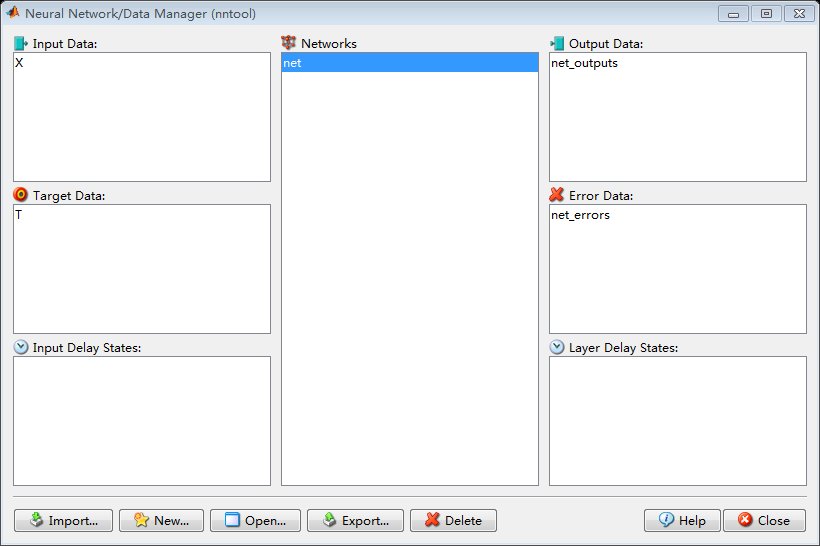 Neural Network/Data Manager (nntool)
Input Data:
X
Networks
net
Output Data:
net_outputs
Target Data:
T
Error Data:
net_errors
Input Delay States:
Layer Delay States:
Import...
New...
Open...
Export...
Delete
Help
Close